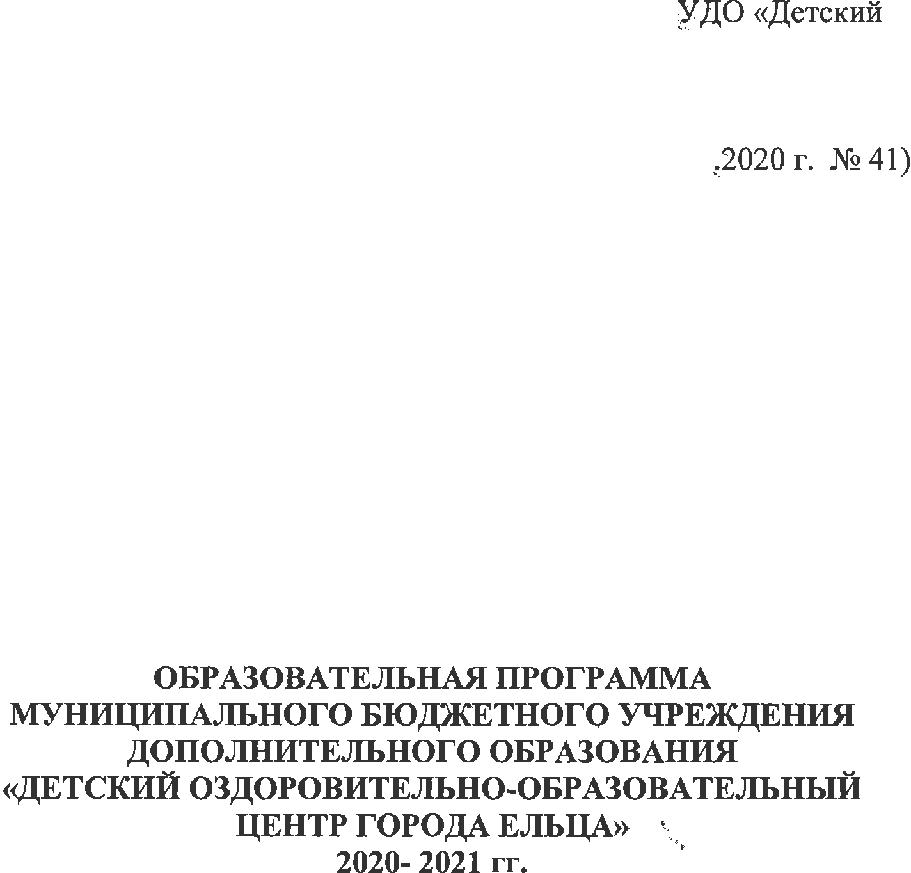 УДО «Детский
.2020 г. № 41)
ОБРАЗОВАТЕЛЬНАЯ ПРОГРАММА
МУНИЦИПАЛЬНОГО БЮДЖЕТНОГО УЧРЕЖДЕНИЯ
ДОПОЛНИТЕЛЬНОГО ОБРАЗОВАНИЯ
«ДЕТСКИЙ ОЗДОРОВИТЕЛЬНО-ОБРАЗОВАТЕЛЬНЫЙ
ЦЕНТР ГОРОДА ЕЛЬЦА»
2020- 2021 гг.